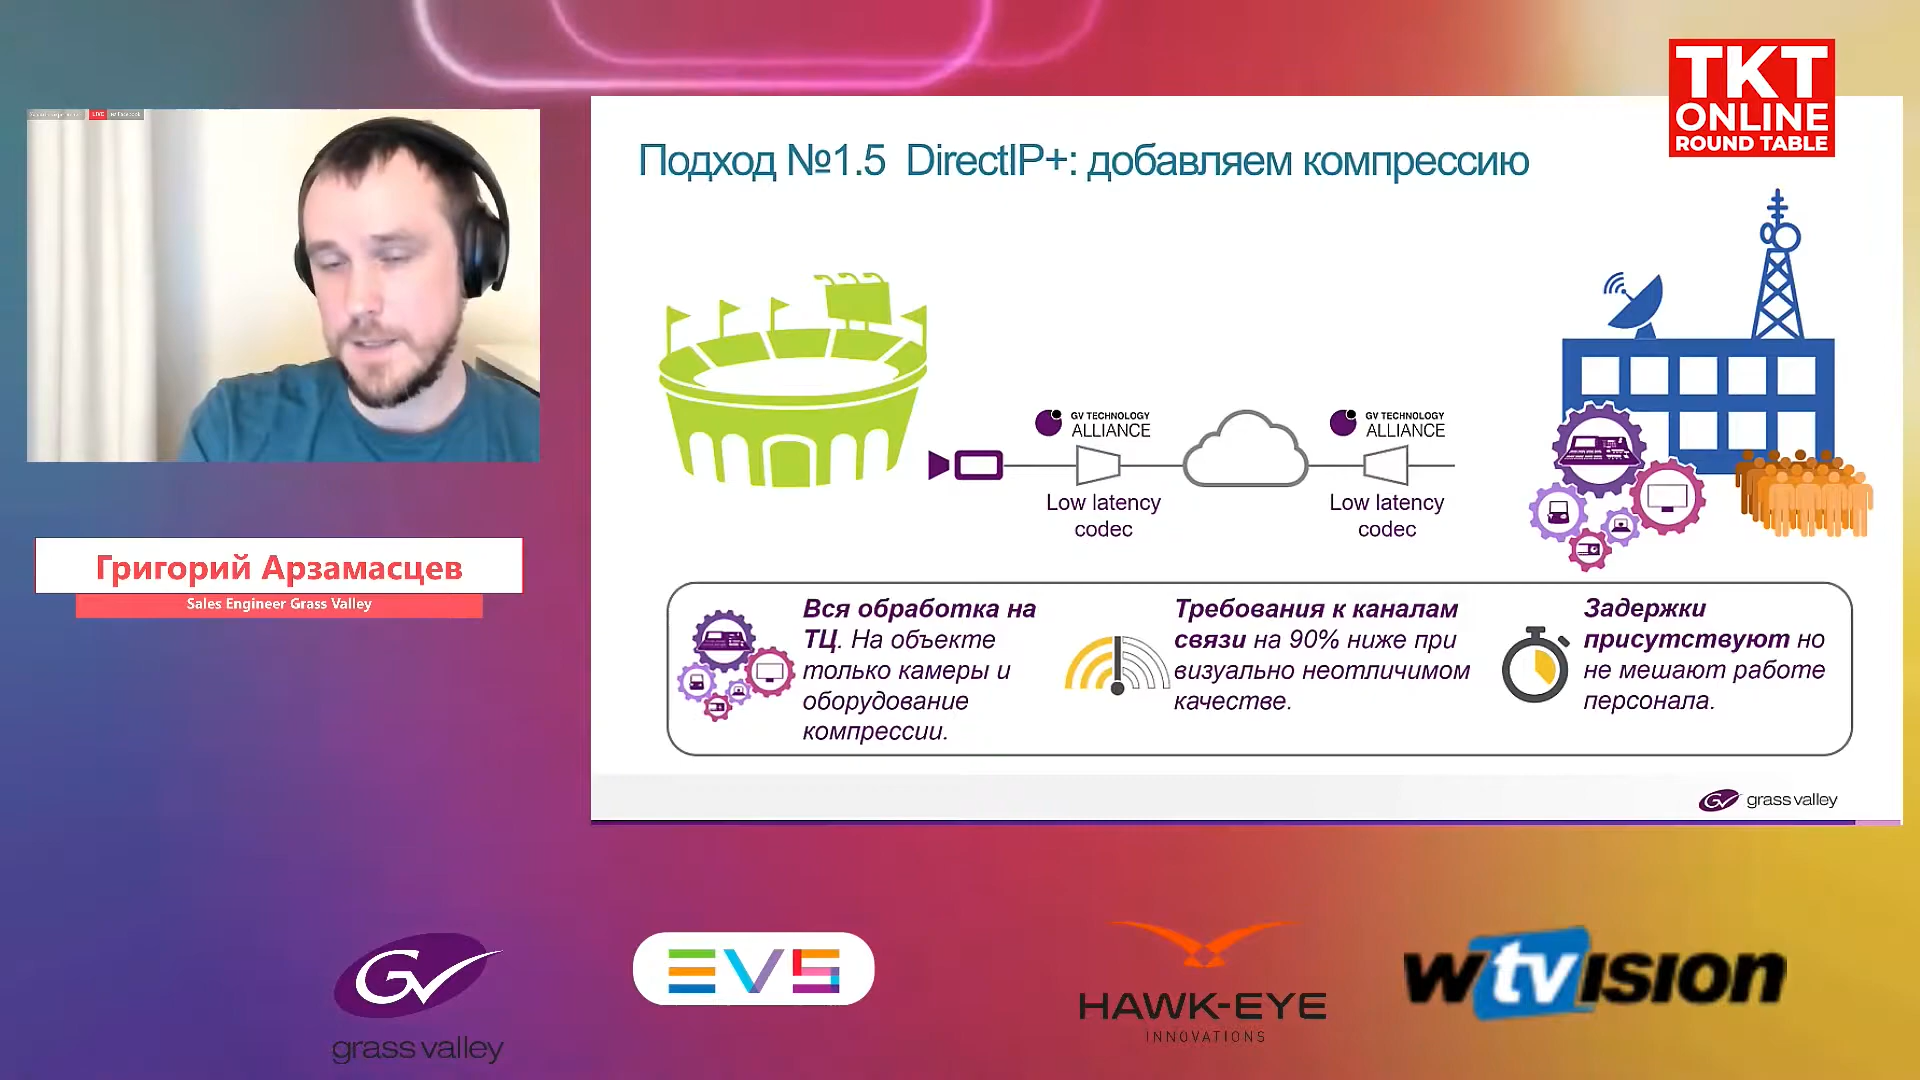 TKT
ONLINE
ROUND TABLE
LIVE
Подход №1.5 DirectIP+: добавляем компрессию
GV TECHNOLOGY
ALLIANCE
GV TECHNOLOGY
ALLIANCE
Low latency
codec
Low latency
codec
Григорий Арзамасцев
Sales Engineer Grass Valley
Вся обработка на
ТЦ. На объекте
только камеры и
оборудование
компрессии.
Требования к каналам
связи на 90% ниже при
визуально неотличимом
качестве.
Задержки
присутствуют но
не мешают работе
персонала.
GV grass valley
GV
grass valley
EVS
HAWK-EYE
INNOVATIONS
wtvision